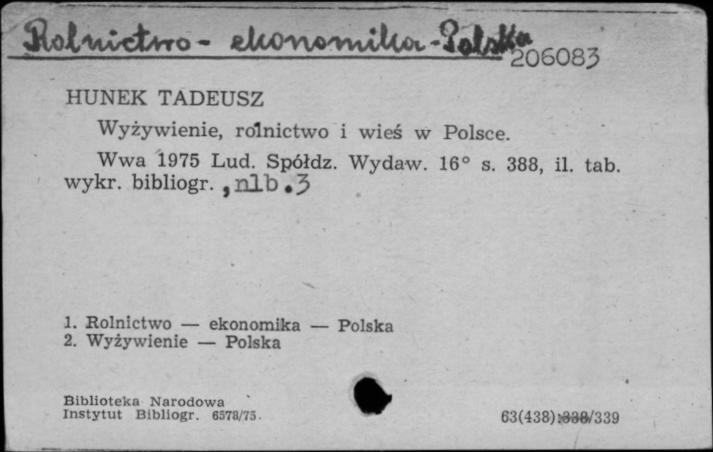 Rolnictwo - ekonomika - Polska
206083
HUNEK TADEUSZ
Wyżywienie, rolnictwo i wieś w Polsce.
Wwa 1975 Lud. Spółdz. Wydaw. 16° s. 388, il. tab.
wykr. bibliogr. , nlb.3
1. Rolnictwo — ekonomika — Polska
2. Wyżywienie — Polska
Biblioteka Narodowa
Instytut Bibliogr. 6578/75.
63(438):338/339